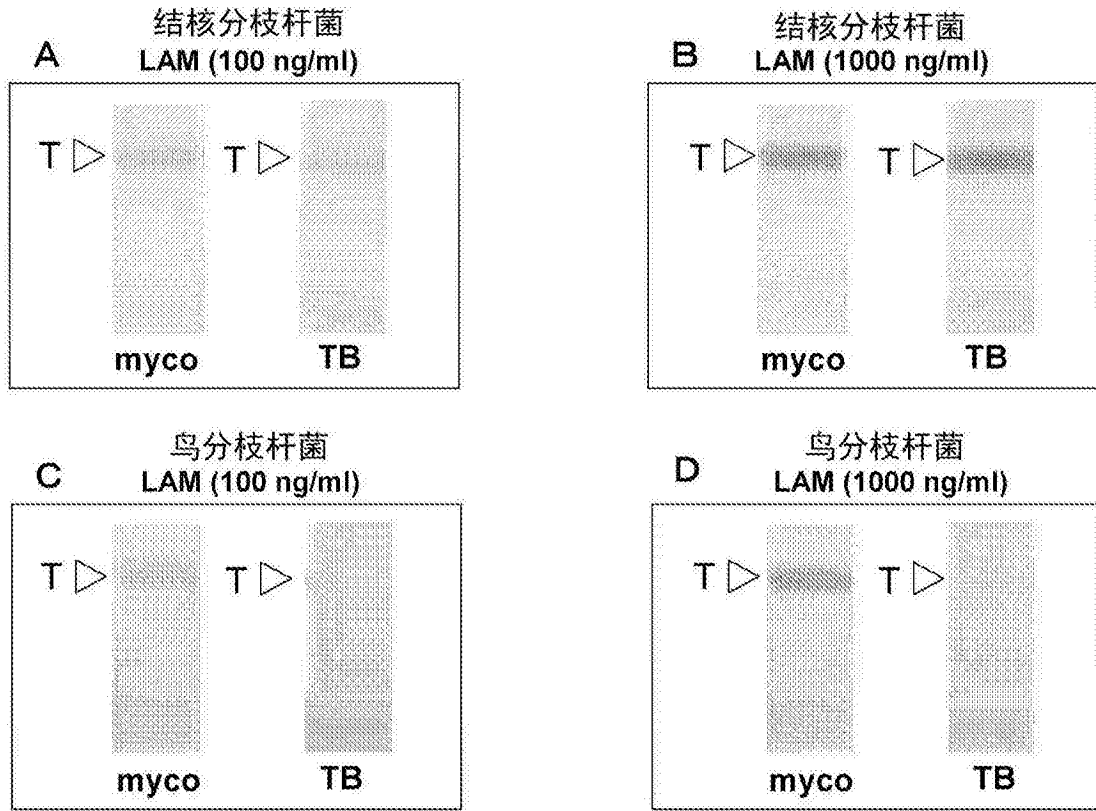 A
结核分枝杆菌
LAM (100 ng/ml)
T
T
myco
TB
B
结核分枝杆菌
LAM (1000 ng/ml)
T
T
myco
TB
C
鸟分枝杆菌
LAM (100 ng/ml)
T
T
myco
TB
D
鸟分枝杆菌
LAM (1000 ng/ml)
T
T
myco
TB